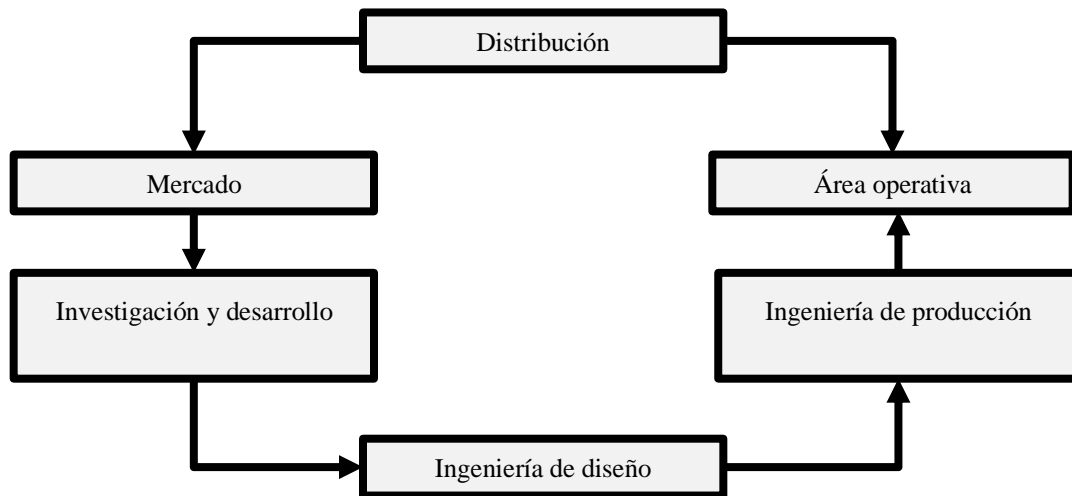 Distribución
Mercado
Área operativa
Investigación y desarrollo
Ingeniería de producción
Ingeniería de diseño